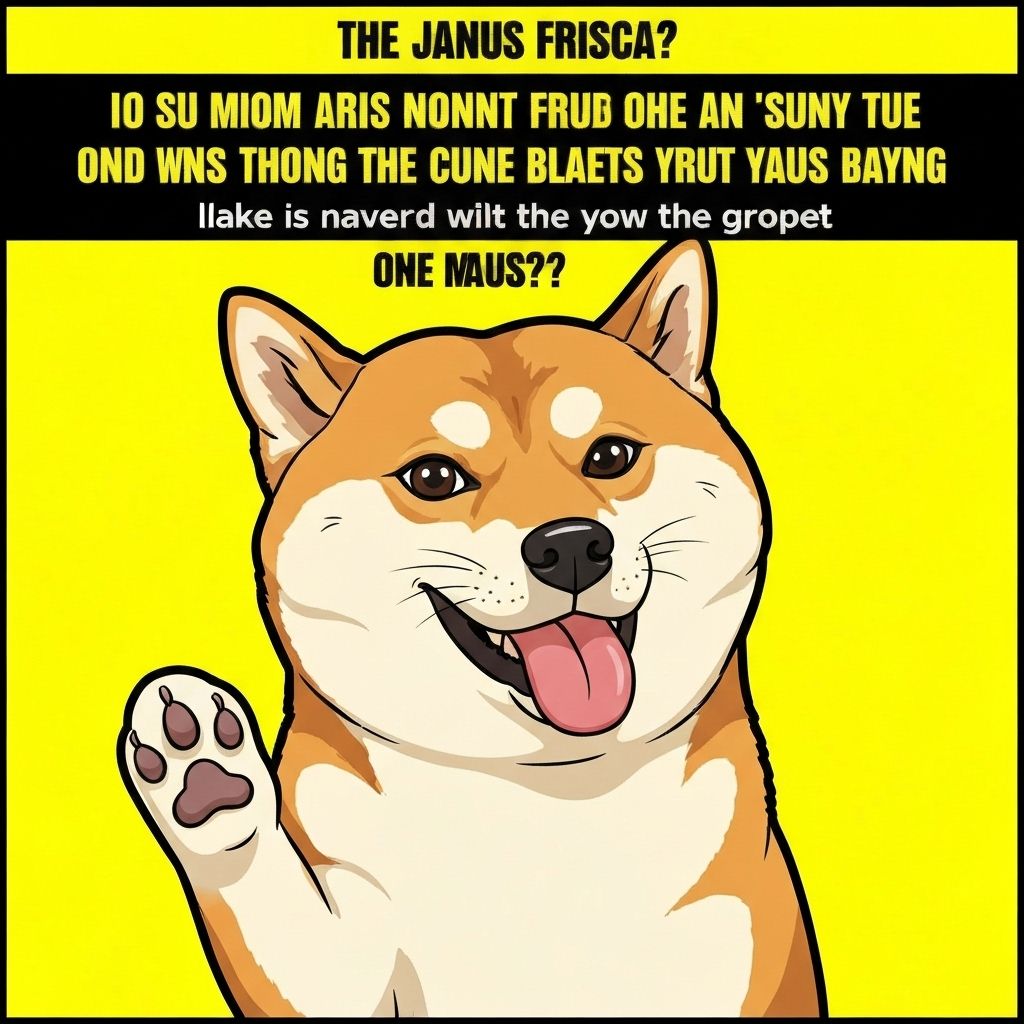 THE JANUS FRISCA?
IO SU MIOM ARIS NONNT FRUD OHE AN 'SUNY TUE
OND WNS THONG THE CUNE BLAETS YRUT YAUS BAYNG
llake is naverd wilt the yow the gropet
ONE MAUS??